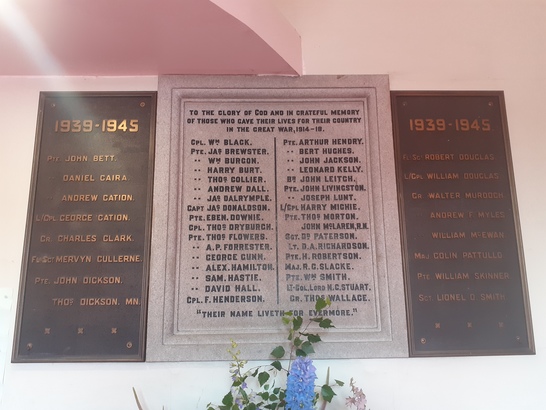 1939-1945
Pte JOHN BETT.
DANIEL CAIRA.
ANDREW CATION.
L/Cpl GEORGE CATION.
Gr. CHARLES CLARK.
MERVYN CULLERNE.
Pte. JOHN DICKSON.
THOS DICKSON. MN.
TO THE GLORY OF GOD AND IN GRATEFUL MEMORY
OF THOSE WHO GAVE THEIR LIVES FOR THEIR COUNTRY
IN THE GREAT WAR, 1914-18.
CPL. WM BLACK.
PTE. JAS BREWSTER.
·· WM BURGON.
·· HARRY BURT.
·· THOS COLLIER.
·· ANDREW DALL.
·· JAS DALRYMPLE.
CAPT JAS DONALDSON.
PTE. EBEN. DOWNIE.
CPL. THOS DRYBURGH.
PTE. THOS FLOWERS.
·· A.P. FORRESTER.
·· GEORGE GUNN.
·· ALEX. HAMILTON.
·· SAM. HASTIE.
·· DAVID HALL.
CPL. F. HENDERSON.
PTE. ARTHUR HENDRY.
·· BERT HUGHES.
·· JOHN JACKSON.
·· LEONARD KELLY.
JOHN LEITCH.
PTE. JOHN LIVINGSTON.
·· JOSEPH LUNT.
L/CPL HARRY MICHIE.
PTE. THOS MORTON.
JOHN McLAREN, R.N.
SGT. DD. PATERSON.
LT. D.A. RICHARDSON.
PTE. H. ROBERTSON.
MAJ. R.C. SLACKE.
PTE. WM SMITH.
LT-COL. LORD N.C. STUART.
GR. THOS WALLACE.
"THEIR NAME LIVETH FOR EVERMORE."
1939-1945
ROBERT DOUGLAS.
L/Cpl. WILLIAM DOUGLAS.
Gr. WALTER MURDOCH.
ANDREW F. MYLES
WILLIAM McEWAN
Maj COLIN PATTULLO
Pte WILLIAM SKINNER
Sgt. LIONEL D. SMITH.